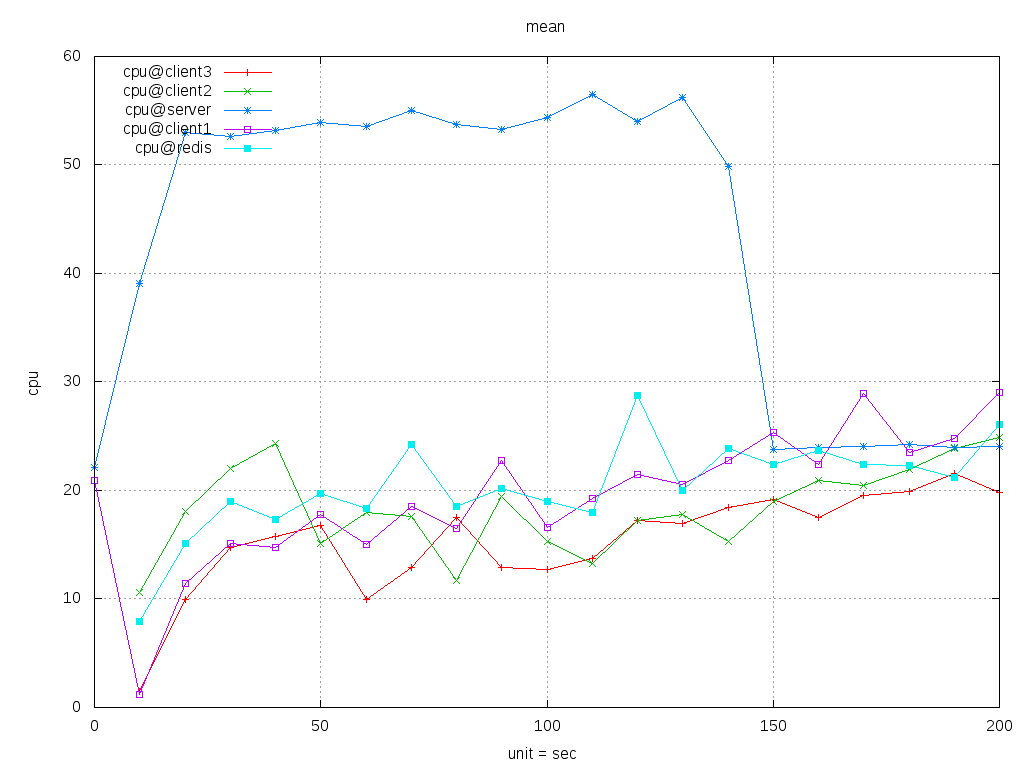 mean
60
50
40
30
20
10
0
cpu
cpu@client3
cpu@client2
cpu@server
cpu@client1
cpu@redis
0 50 100 150 200
unit = sec